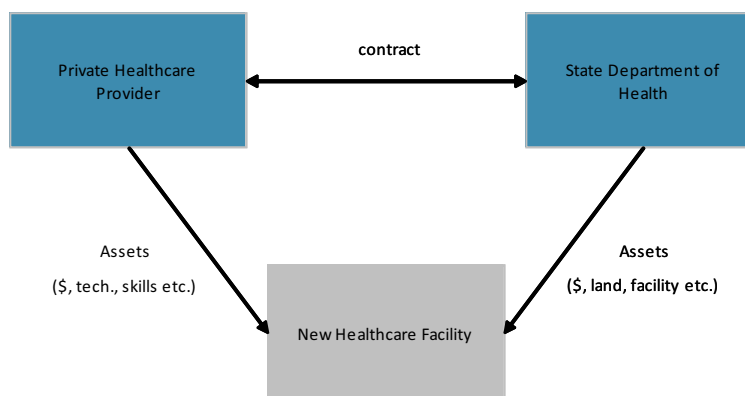 contract
Private Healthcare
Provider
State Department of
Health
Assets
($, tech., skills etc.)
Assets
($, land, facility etc.)
New Healthcare Facility